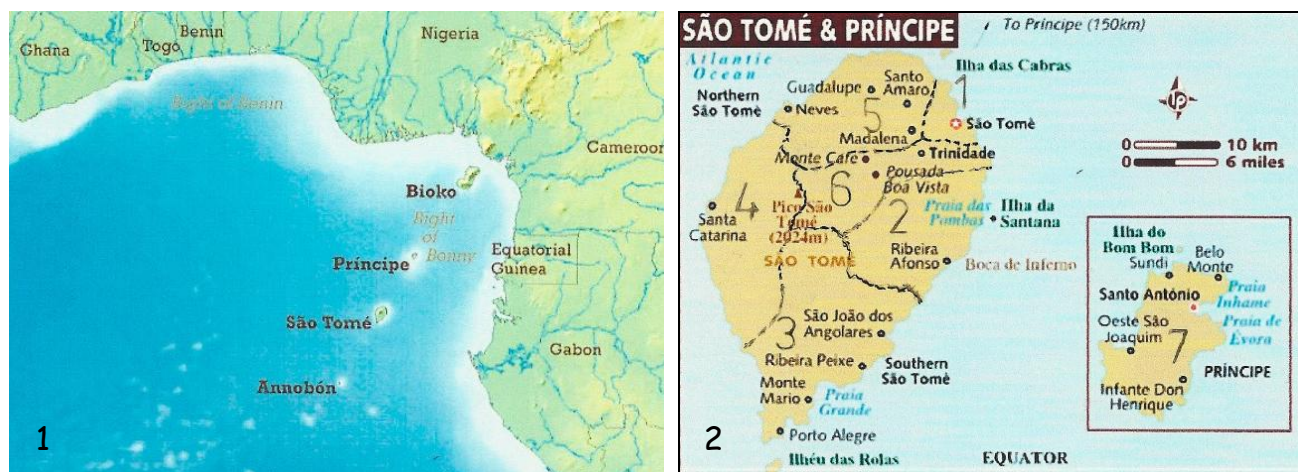 Ghana
Togo
Benin
Nigeria
Bight of Benin
Cameroon
Bioko
Bight
of
Bonny
Equatorial
Guinea
Príncipe
São Tomé
Gabon
Annobón
1
SÃO TOMÉ & PRÍNCIPE
To Príncipe (150km)
Atlantic
Ocean
Ilha das Cabras
Guadalupe
Santo
Amaro
1
Northern
São Tomè
Neves
5
São Tomè
Madalena
Trinidade
0 10 km
0 6 miles
Monte Café
Pousada
Boa Vista
6
4
Santa
Catarina
Pico São
Tomé
(2024m)
2
Praia das
Pombas
Ilha da
Santana
SÃO TOMÉ
Ribeira
Afonso
Boca de Inferno
3
São João dos
Angolares
Ribeira Peixe
Southern
São Tomè
Monte
Mario
Praia
Grande
Porto Alegre
Ilhéu das Rolas
EQUATOR
Ilha do
Bom Bom
Sundi
Belo
Monte
Santo António
Praia
Inhame
Oeste São
Joaquim
Praia de
Évora
7
PRÍNCIPE
Infante Don
Henrique
2